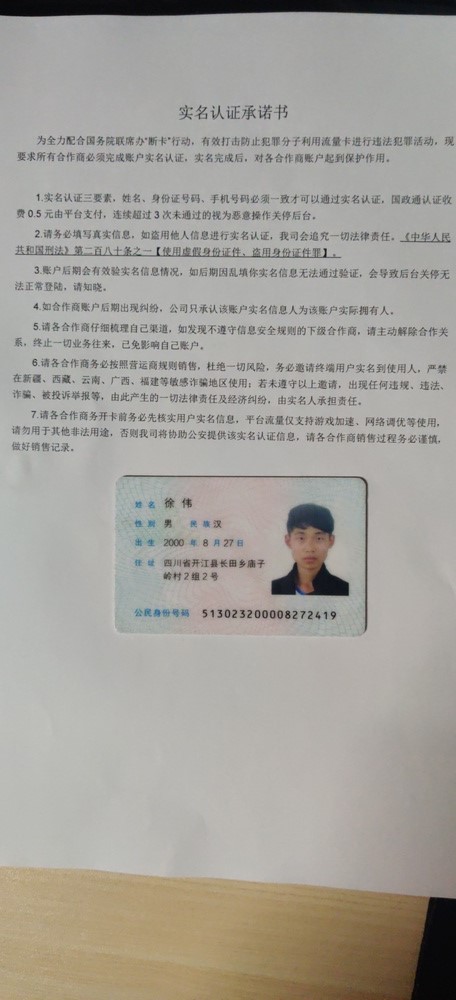 实名认证承诺书
为全力配合国务院联席办“断卡”行动，有效打击防止犯罪分子利用流量卡进行违法犯罪活动，现
要求所有合作商必须完成账户实名认证，实名完成后，对各合作商账户起到保护作用。
1.实名认证三要素，姓名、身份证号码、手机号码必须一致才可以通过实名认证，国政通认证收
费 0.5 元由平台支付，连续超过 3 次未通过的视为恶意操作关停后台。
2.请务必填写真实信息，如盗用他人信息进行实名认证，我司会追究一切法律责任。《中华人民
共和国刑法》第二百八十条之一【使用虚假身份证件、盗用身份证件罪】。
3.账户后期会有效验实名信息情况，如后期因乱填你实名信息无法通过验证，会导致后台关停无
法正常登陆，请知晓。
4.如合作商账户后期出现纠纷，公司只承认该账户实名信息人为该账户实际拥有人。
5.请各合作商仔细梳理自己渠道，如发现不遵守信息安全规则的下级合作商，请主动解除合作关
系，终止一切业务往来，已免影响自己账户。
6.请各合作商务必按照营运商规则销售，杜绝一切风险、务必邀请终端用户实名到使用人，严禁
在新疆、西藏、云南、广西、福建等敏感诈骗地区使用；若未遵守以上邀请，出现任何违规、违法、
诈骗、被投诉举报等，由此产生的一切法律责任及经济纠纷，由实名人承担责任。
7.请各合作商务开卡前务必先核实用户实名信息，平台流量仅支持游戏加速、网络调优等使用，
请勿用于其他非法用途，否则我司将协助公安提供该实名认证信息，请各合作商销售过程务必谨慎，
做好销售记录。
姓名 徐伟
性别 男 民族 汉
出生 2000 年 8 月 27 日
住址 四川省开江县长田乡庙子
岭村2组2号
公民身份号码 513023200008272419